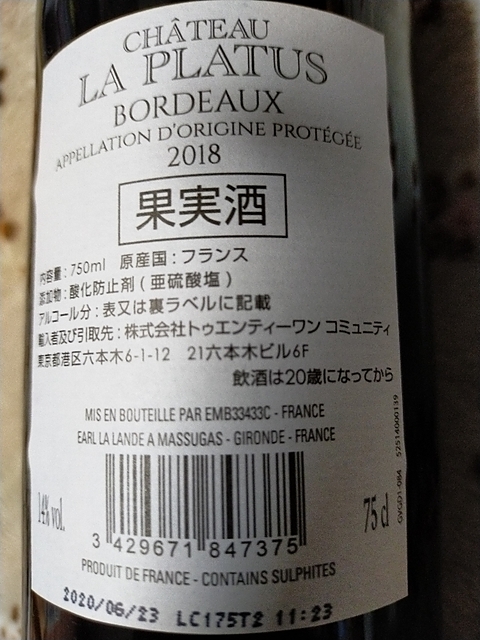 CHÂTEAU
LA PLATUS
BORDEAUX
APPELLATION D'ORIGINE PROTÉGÉE
2018
果実酒
内容量:750ml 原産国:フランス
添加物:酸化防止剤(亜硫酸塩)
アルコール分:表又は裏ラベルに記載
輸入者及び引取先:株式会社トゥエンティーワン コミュニティ
東京都港区六本木6-1-12 21六本木ビル6F
飲酒は20歳になってから
MIS EN BOUTEILLE PAR EMB33433C - FRANCE
EARL LA LANDE A MASSUGAS - GIRONDE - FRANCE
14% vol.
75 cl
3 429671 847375
GVGD1-0B4 52514000139
PRODUIT DE FRANCE - CONTAINS SULPHITES
2020/06/23 LC175T2 11:23